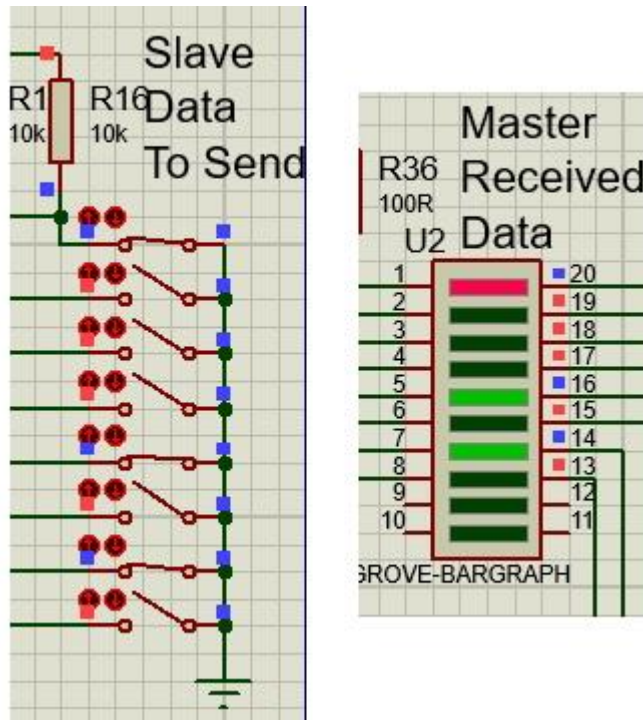 Slave
Data
To Send
R1
10k
R16
10k
Master
Received
Data
R36
100R
U2
1
2
3
4
5
6
7
8
9
10
20
19
18
17
16
15
14
13
12
11
GROVE-BARGRAPH